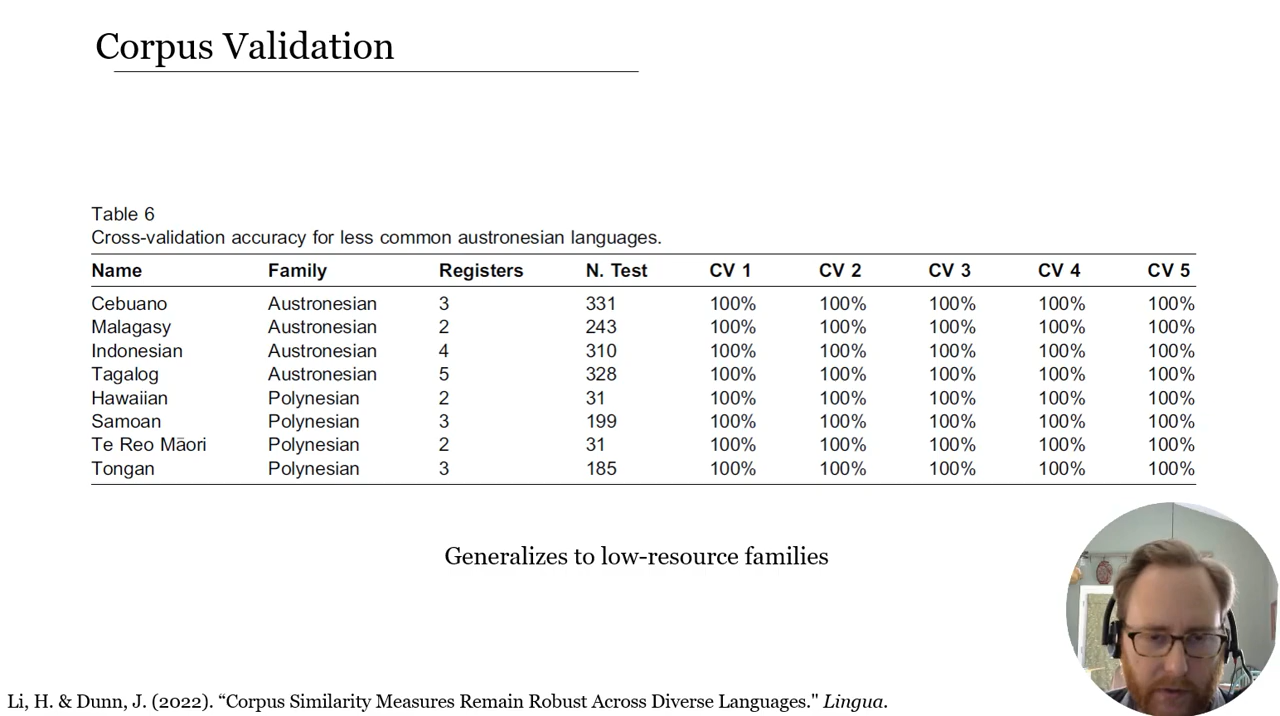 Corpus Validation
Table 6
Cross-validation accuracy for less common austronesian languages.
Name Family Registers N. Test CV 1 CV 2 CV 3 CV 4 CV 5
Cebuano Austronesian 3 331 100% 100% 100% 100% 100%
Malagasy Austronesian 2 243 100% 100% 100% 100% 100%
Indonesian Austronesian 4 310 100% 100% 100% 100% 100%
Tagalog Austronesian 5 328 100% 100% 100% 100% 100%
Hawaiian Polynesian 2 31 100% 100% 100% 100% 100%
Samoan Polynesian 3 199 100% 100% 100% 100% 100%
Te Reo Māori Polynesian 2 31 100% 100% 100% 100% 100%
Tongan Polynesian 3 185 100% 100% 100% 100% 100%
Generalizes to low-resource families
Li, H. & Dunn, J. (2022). “Corpus Similarity Measures Remain Robust Across Diverse Languages." Lingua.